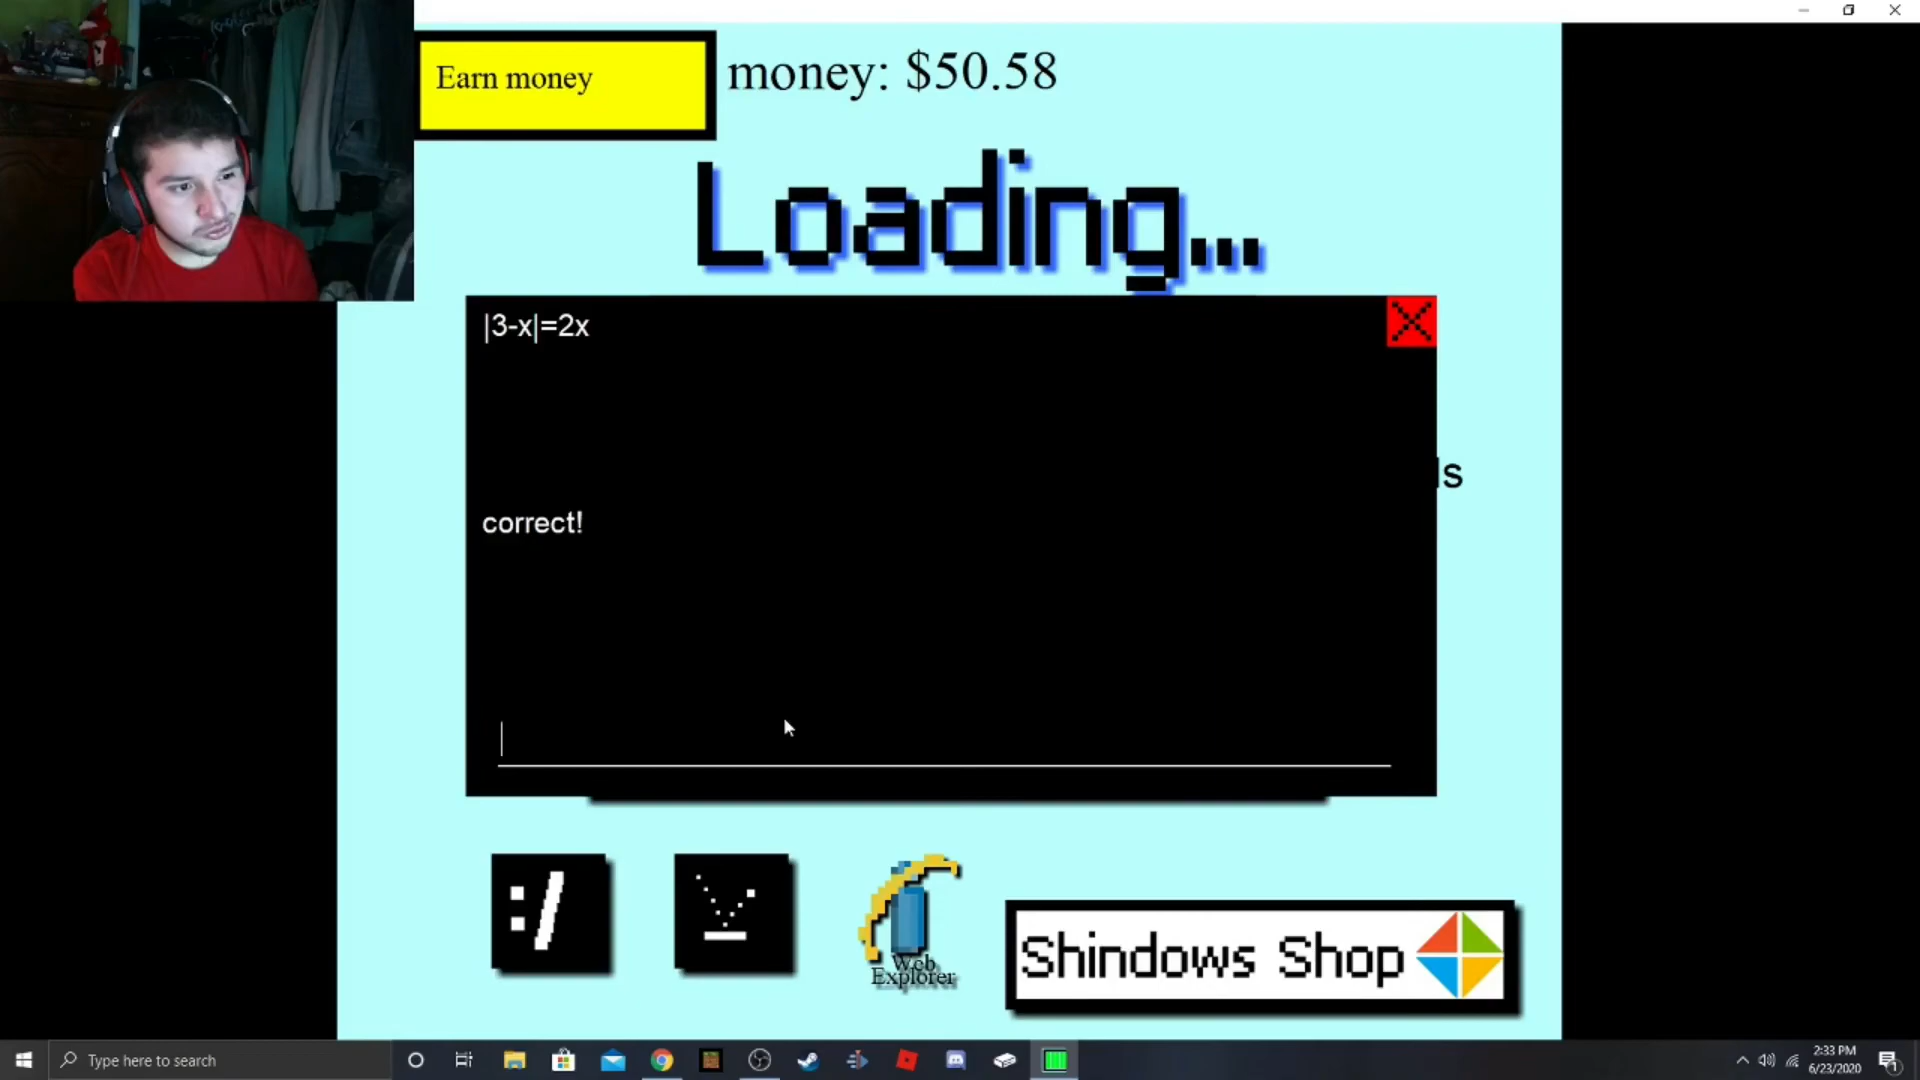 Earn money
money: $50.58
Loading...
|3-x|=2x
ls
correct!
Web
Explorer
Shindows Shop
Type here to search
2:33 PM
6/23/2020